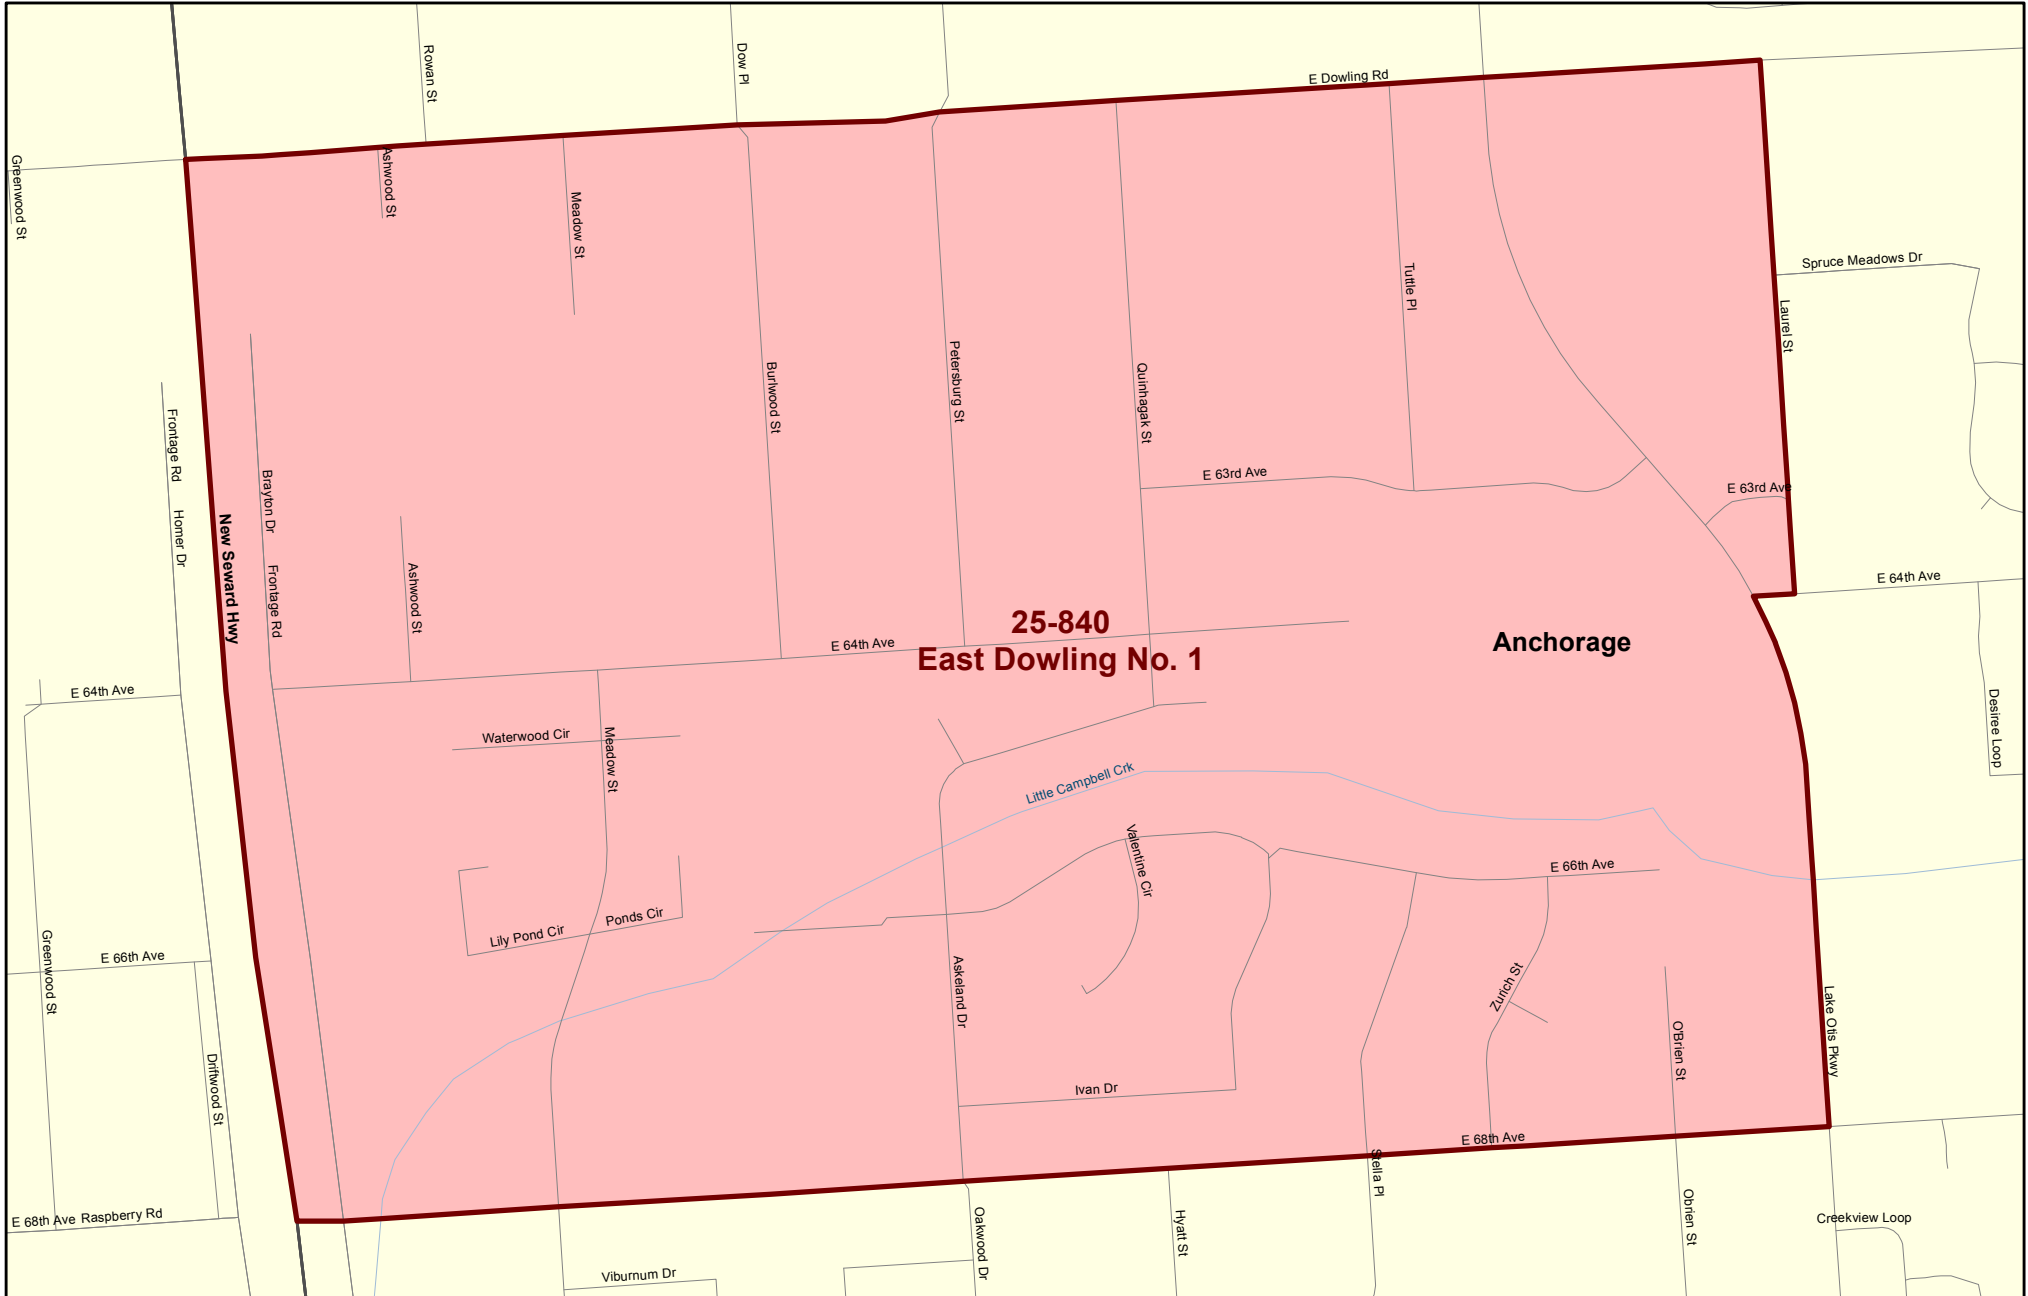 Rowan St
Dow Pl
E Dowling Rd
Greenwood St
Ashwood St
Meadow St
Spruce Meadows Dr
Tuttle Pl
Laurel St
Burlwood St
Petersburg St
Quinhagak St
Frontage Rd
Homer Dr
New Seward Hwy
Brayton Dr
Frontage Rd
E 63rd Ave
E 63rd Ave
Ashwood St
E 64th Ave
25-840
East Dowling No. 1
Anchorage
E 64th Ave
E 64th Ave
Desiree Loop
Waterwood Cir
Meadow St
Little Campbell Crk
Valentine Cir
E 66th Ave
Lily Pond Cir
Ponds Cir
Greenwood St
E 66th Ave
Askeland Dr
Zurich St
O'Brien St
Lake Otis Pkwy
Driftwood St
Ivan Dr
E 68th Ave
Stella Pl
E 68th Ave Raspberry Rd
Oakwood Dr
Hyatt St
Obrien St
Creekview Loop
Viburnum Dr